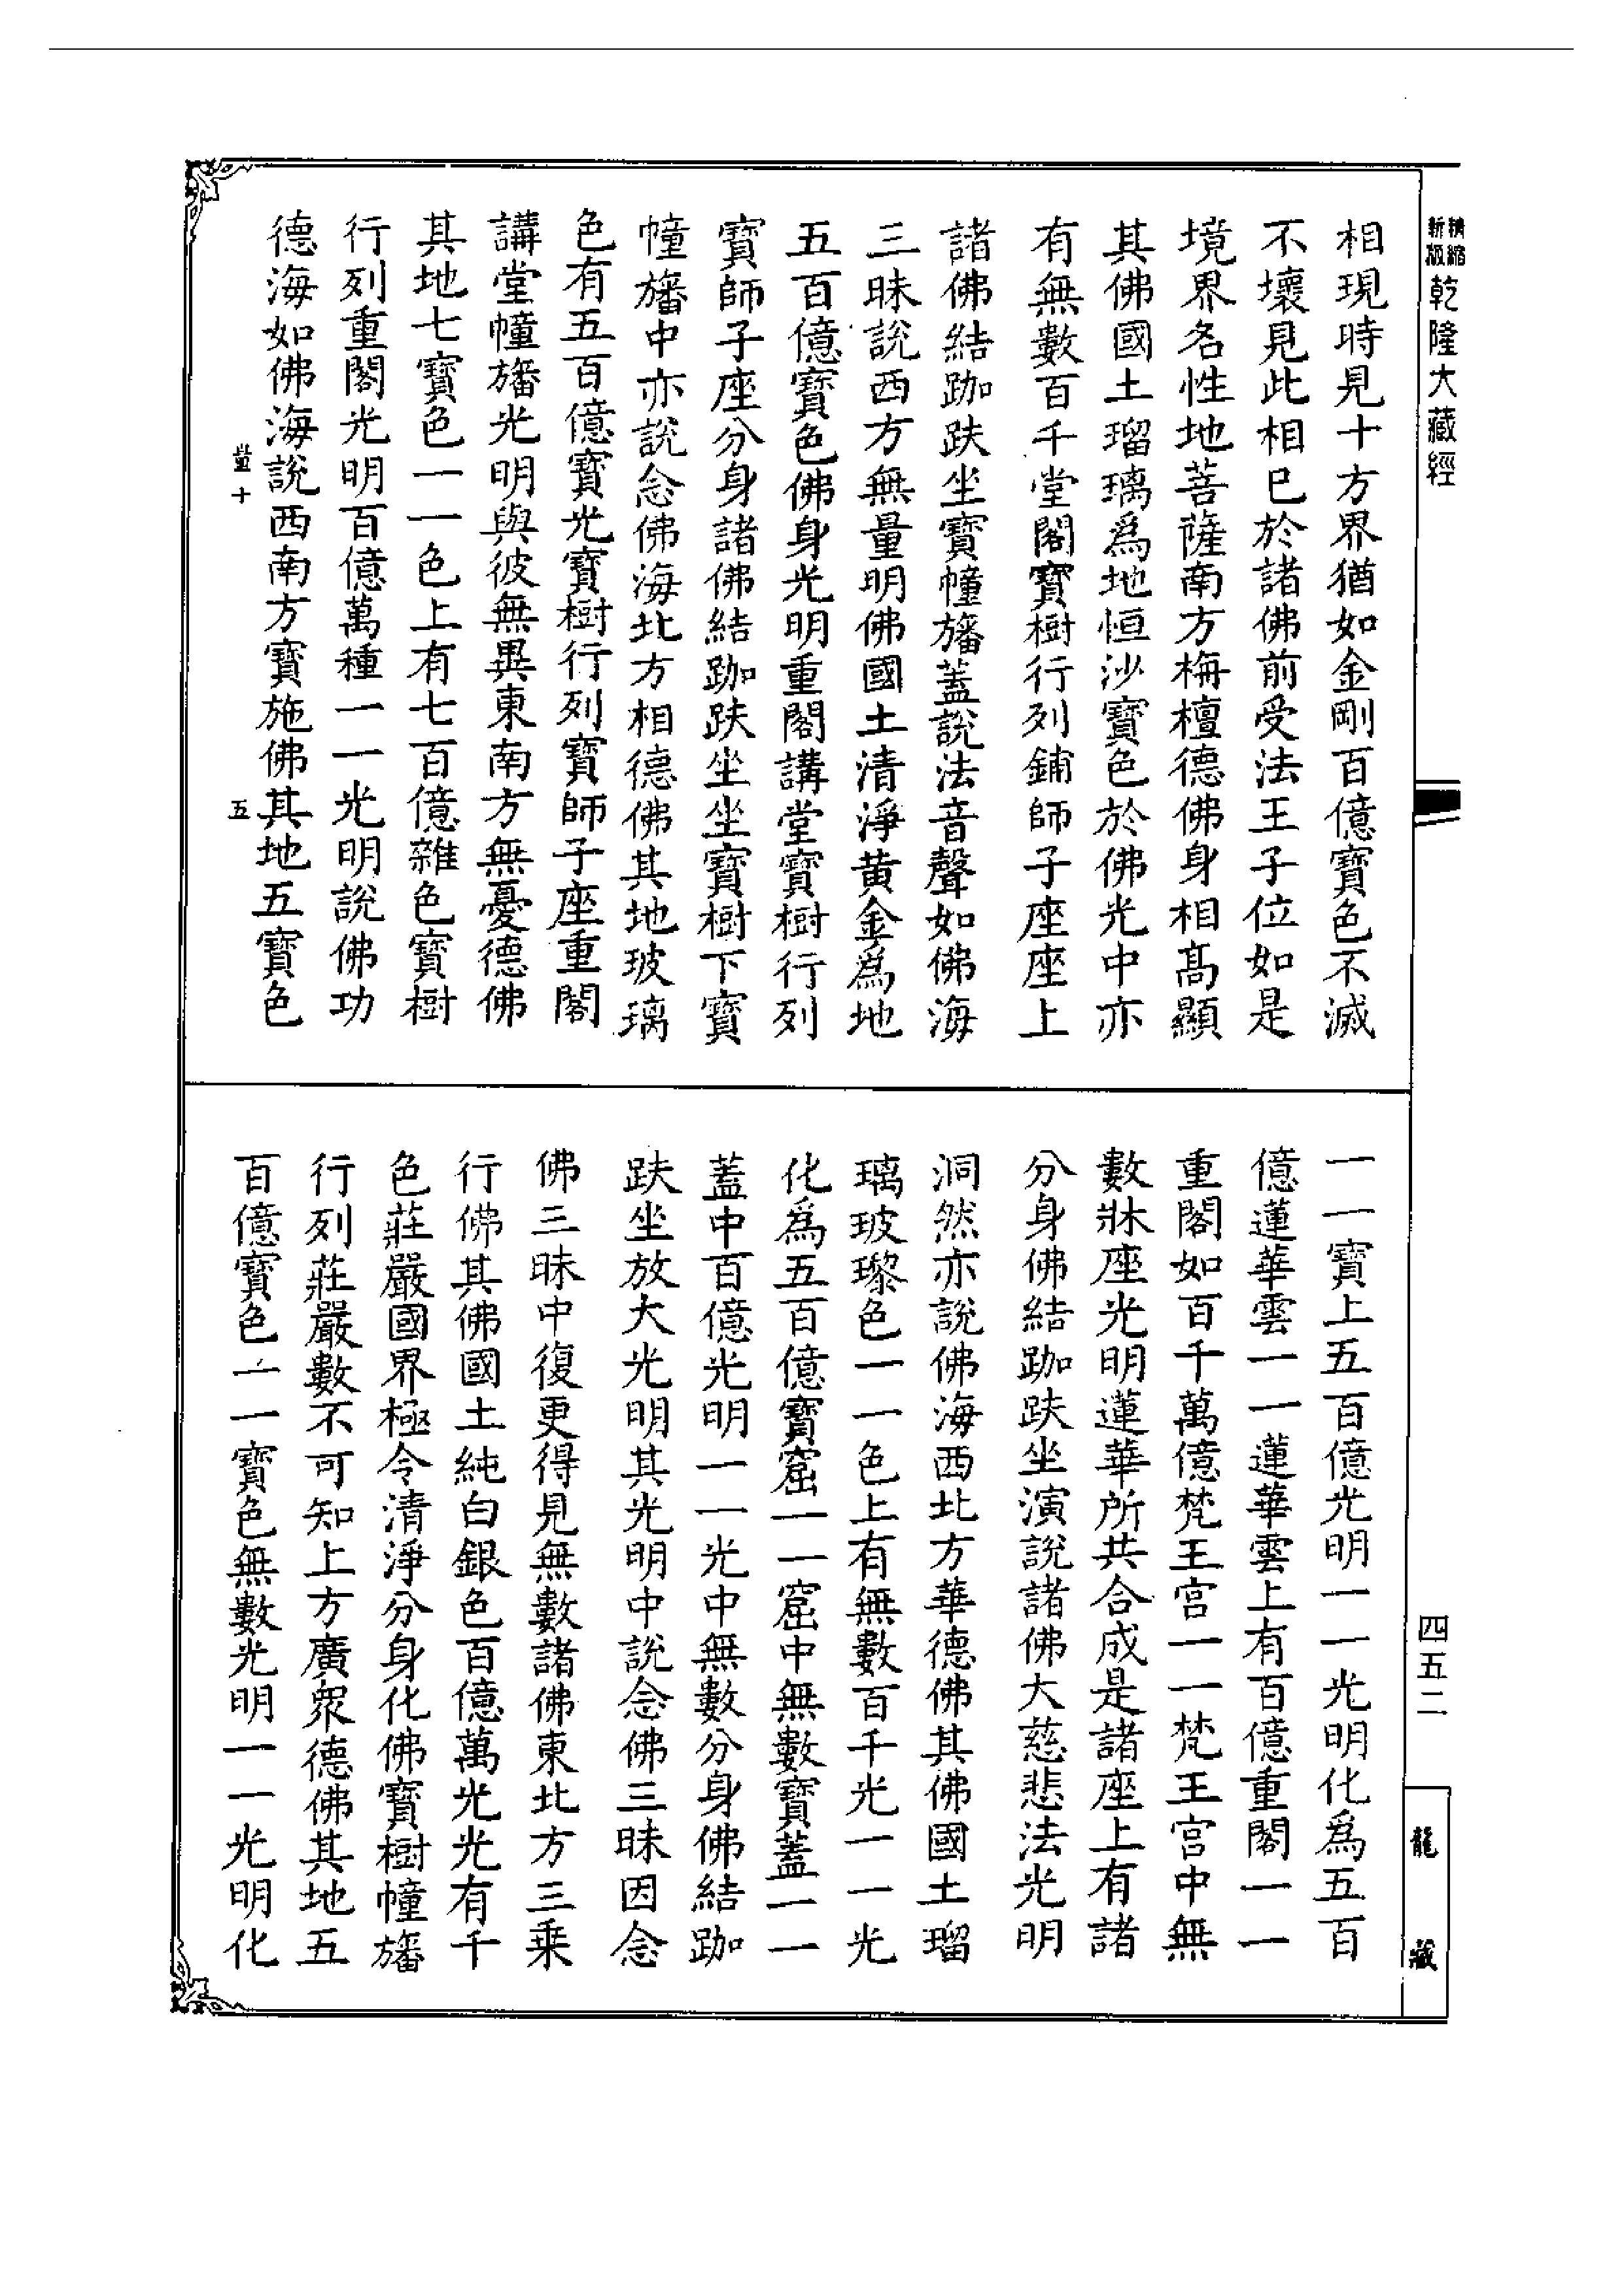 精縮
新版
乾隆大藏經
相現時見十方界猶如金剛百億寶色不滅
不壞見此相已於諸佛前受法王子位如是
境界名性地菩薩南方栴檀德佛身相高顯
其佛國土瑠璃爲地恒沙寶色於佛光中亦
有無數百千堂閣寶樹行列鋪師子座座上
諸佛結跏趺坐寶幢旛蓋說法音聲如佛海
三昧說西方無量明佛國土清淨黃金爲地
五百億寶色佛身光明重閣講堂寶樹行列
寶師子座分身諸佛結跏趺坐坐寶樹下寶
幢旛中亦說念佛海北方相德佛其地玻璃
色有五百億寶光寶樹行列寶師子座重閣
講堂幢旛光明與彼無異東南方無憂德佛
其地七寶色一一色上有七百億雜色寶樹
行列重閣光明百億萬種一一光明說佛功
德海如佛海說西南方寶施佛其地五寶色
十
五
一一寶上五百億光明一一光明化爲五百
億蓮華雲一一蓮華雲上有百億重閣一一
重閣如百千萬億梵王宮一一梵王宮中無
數牀座光明蓮華所共合成是諸座上有諸
分身佛結跏趺坐演說諸佛大慈悲法光明
洞然亦說佛海西北方華德佛其佛國土瑠
璃玻瓈色一一色上有無數百千光一一光
化爲五百億寶窟一一窟中無數寶蓋一一
蓋中百億光明一一光中無數分身佛結跏
趺坐放大光明其光明中說念佛三昧因念
佛三昧中復更得見無數諸佛東北方三乘
行佛其佛國土純白銀色百億萬光光有千
色莊嚴國界極令清淨分身化佛寶樹幢旛
行列莊嚴數不可知上方廣眾德佛其地五
百億寶色一一寶色無數光明一一光明化
四五二
龍藏